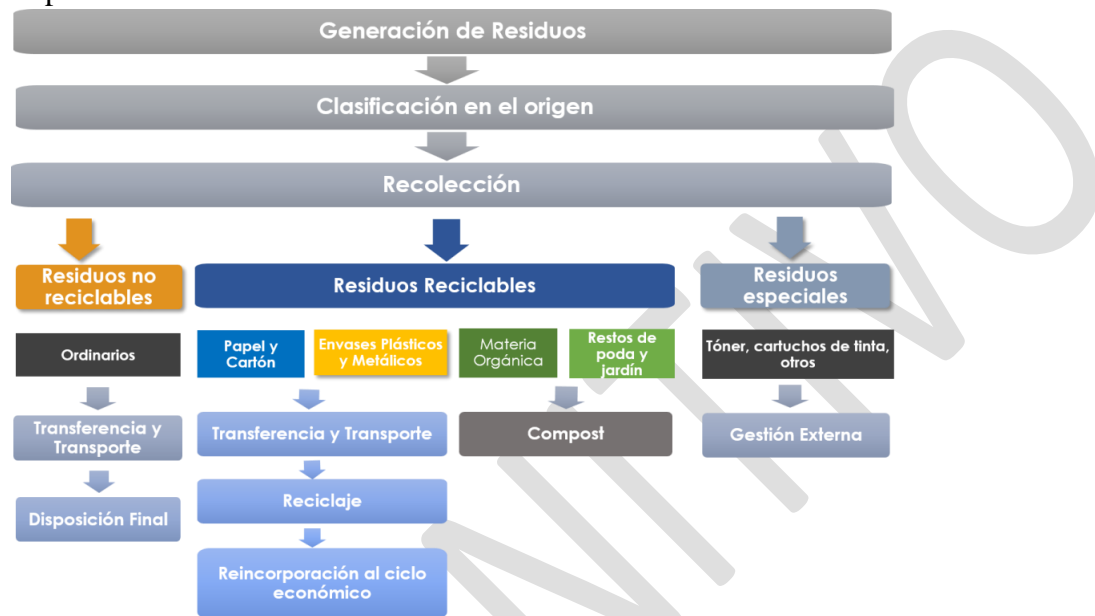 Generación de Residuos
Clasificación en el origen
Recolección
Residuos no
reciclables
Residuos Reciclables
Residuos
especiales
Ordinarios
Papel y
Cartón
Envases Plásticos
y Metálicos
Materia
Orgánica
Restos de
poda y
jardín
Tóner, cartuchos de tinta,
otros
Transferencia y
Transporte
Transferencia y Transporte
Compost
Gestión Externa
Disposición Final
Reciclaje
Reincorporación al ciclo
económico